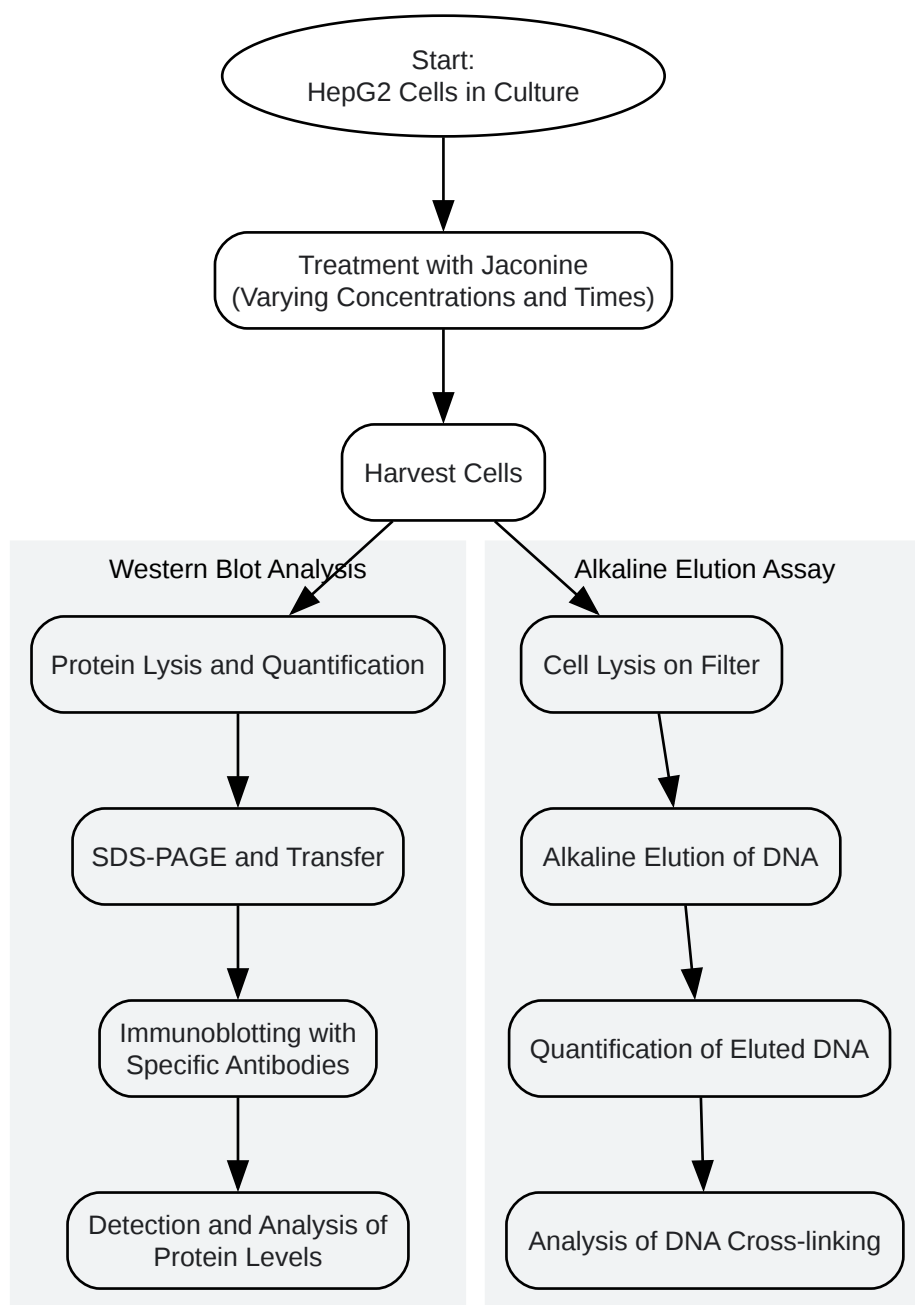 Start:
HepG2 Cells in Culture
Treatment with Jaconine
(Varying Concentrations and Times)
Harvest Cells
Western Blot Analysis
Protein Lysis and Quantification
SDS-PAGE and Transfer
Immunoblotting with
Specific Antibodies
Detection and Analysis of
Protein Levels
Alkaline Elution Assay
Cell Lysis on Filter
Alkaline Elution of DNA
Quantification of Eluted DNA
Analysis of DNA Cross-linking